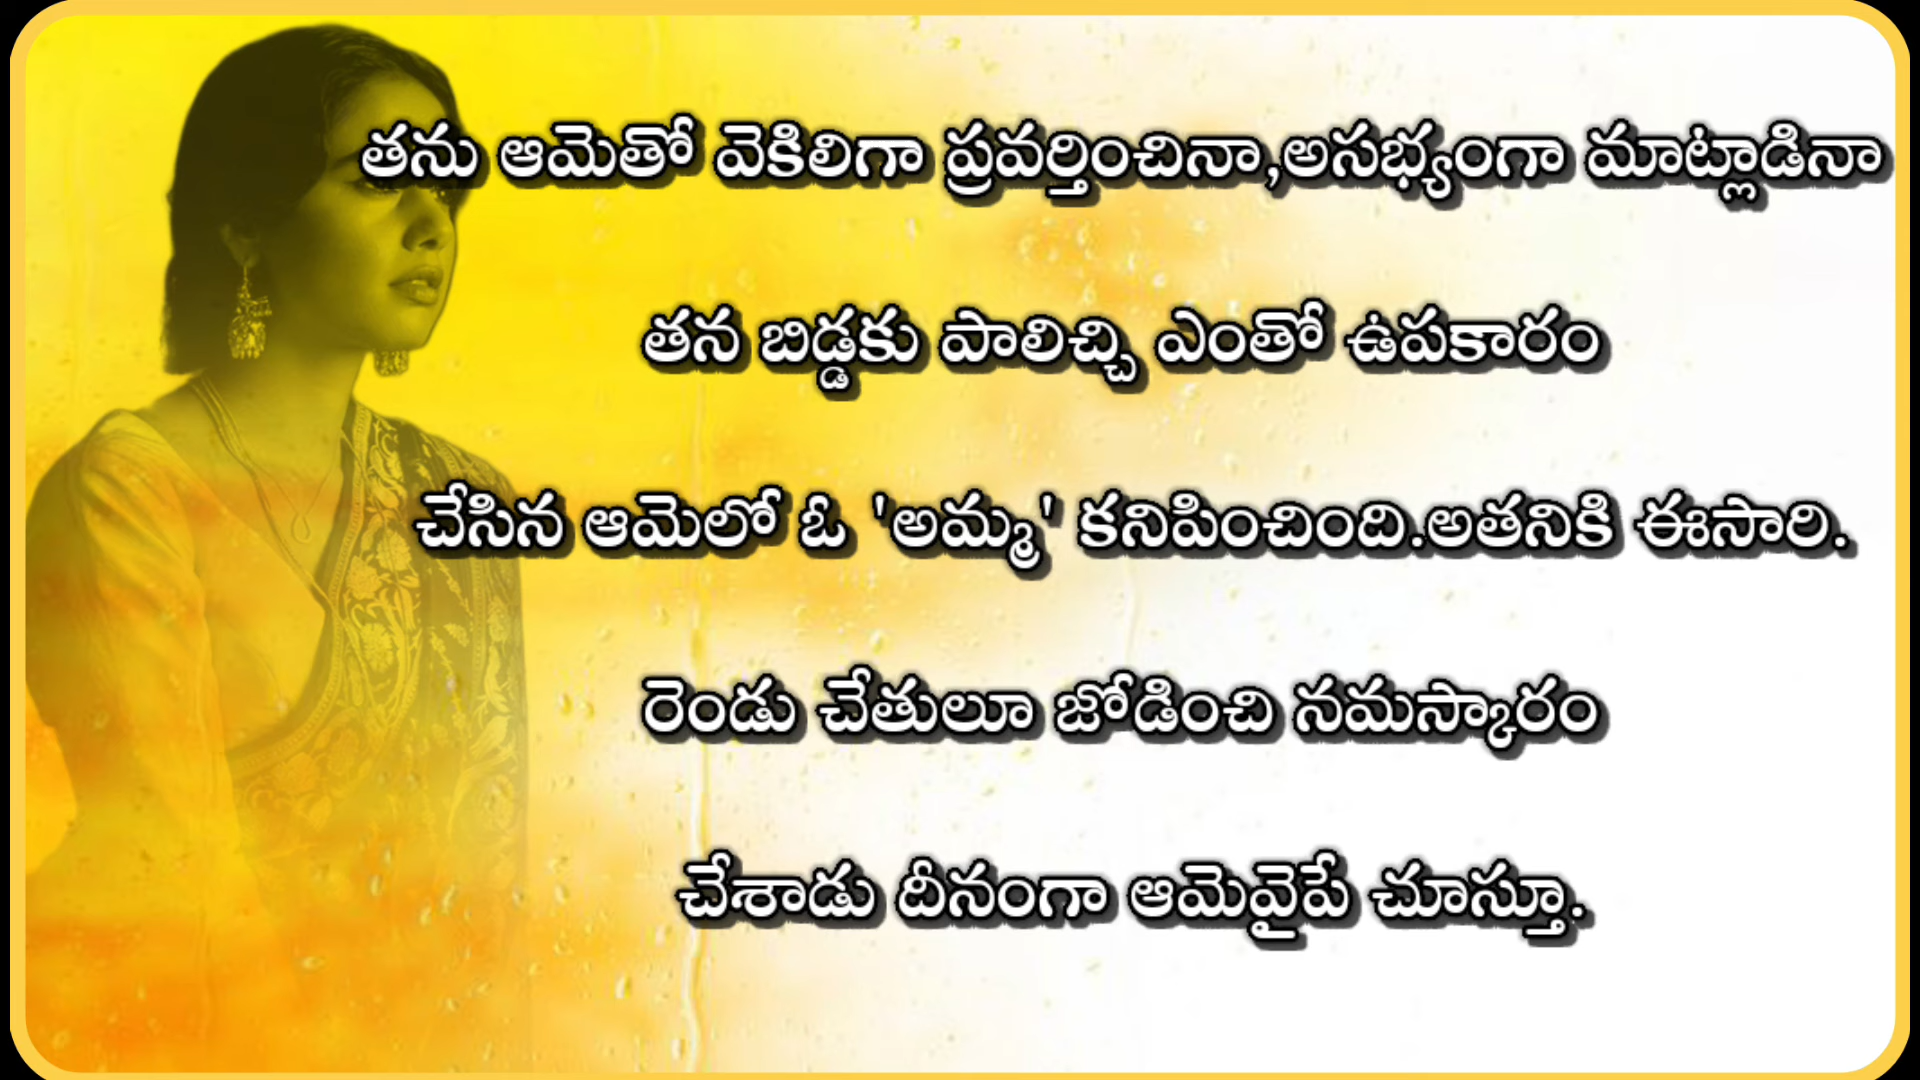 తను ఆమెతో వెకిలిగా ప్రవర్తించినా,అసభ్యంగా మాట్లాడినా
తన బిడ్డకు పాలిచ్చి ఎంతో ఉపకారం
చేసిన ఆమెలో ఓ 'అమ్మ' కనిపించింది.అతనికి ఈసారి.
రెండు చేతులూ జోడించి నమస్కారం
చేశాడు దీనంగా ఆమెవైపే చూస్తూ.